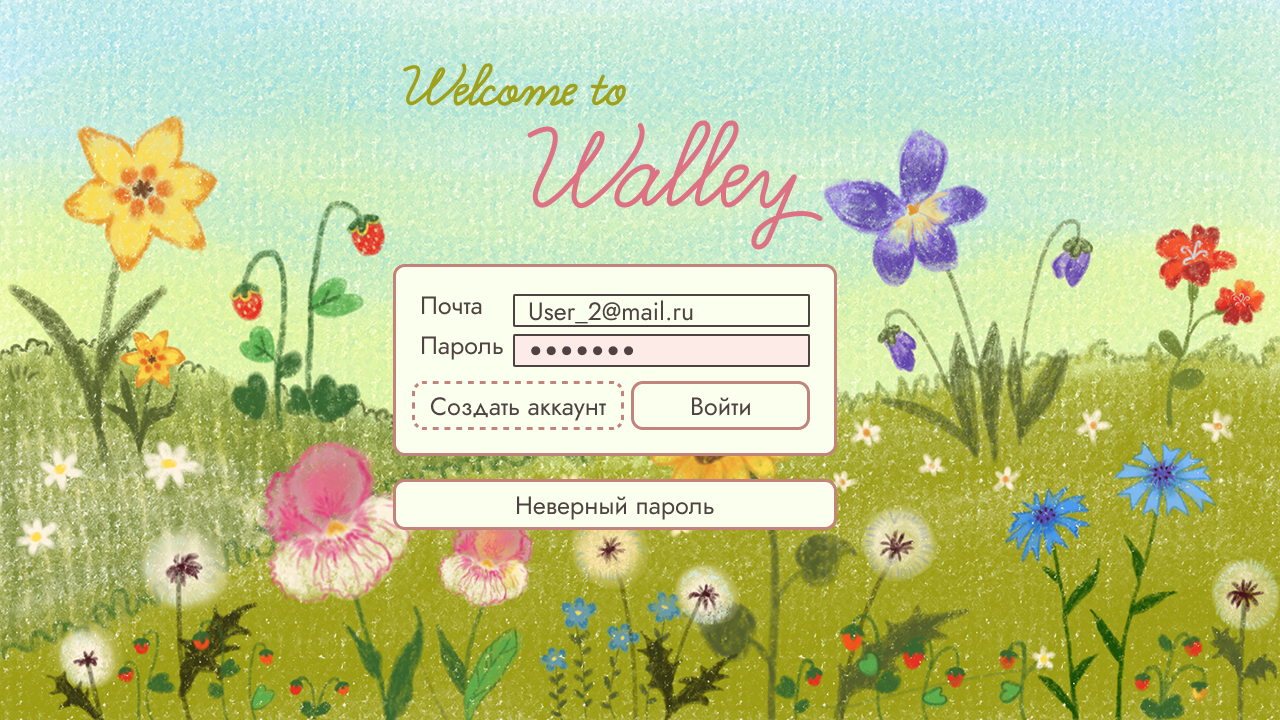 Welcome to
Walley
Почта
User_2@mail.ru
Пароль
•••••••
Создать аккаунт
Войти
Неверный пароль